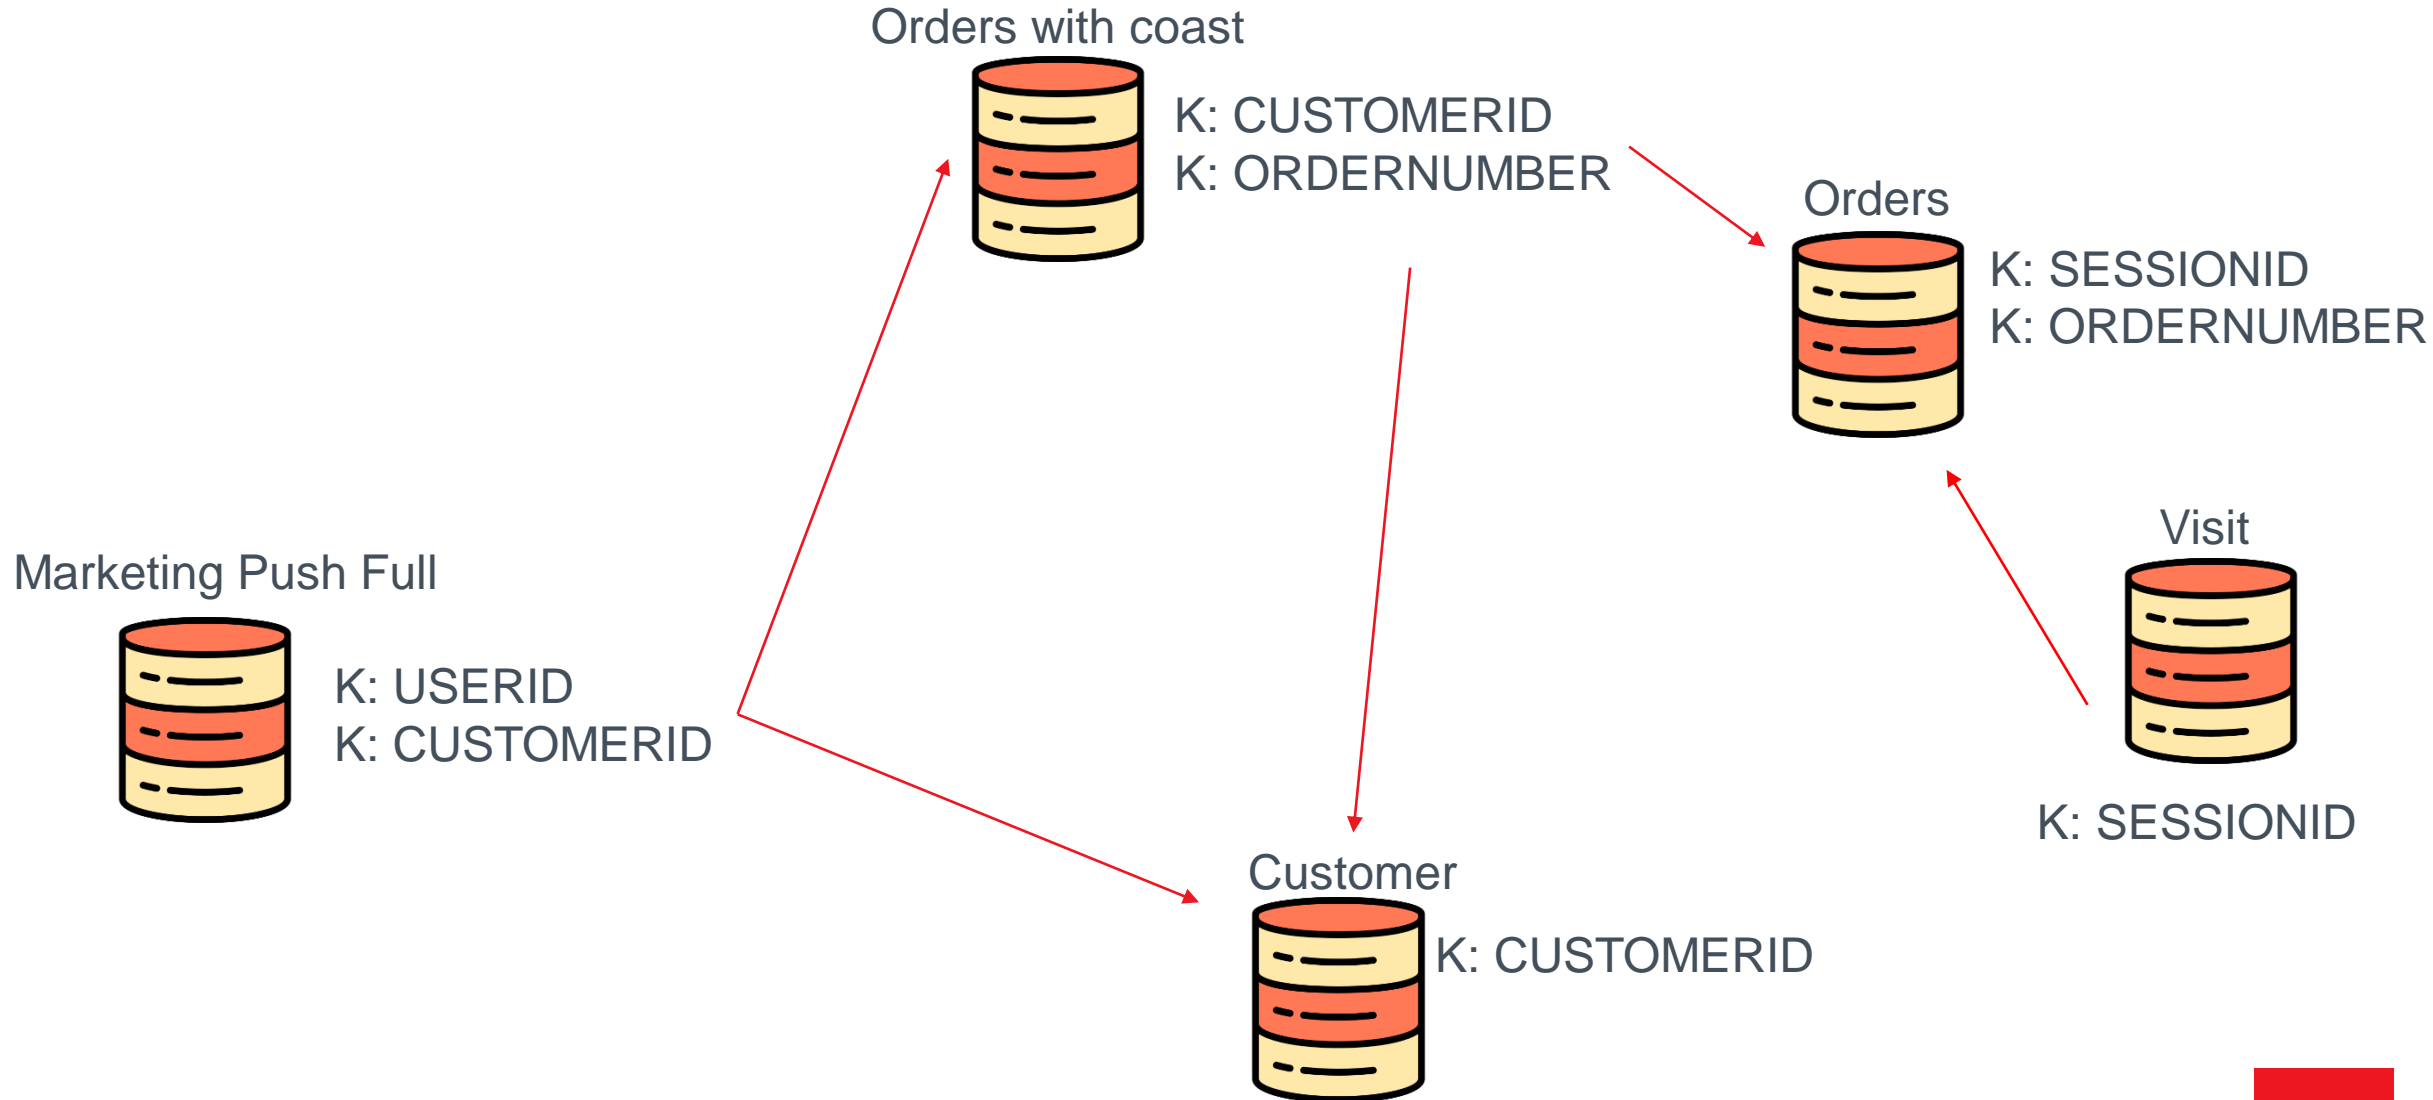 Orders with coast
K: CUSTOMERID
K: ORDERNUMBER
Orders
K: SESSIONID
K: ORDERNUMBER
Visit
K: SESSIONID
Marketing Push Full
K: USERID
K: CUSTOMERID
Customer
K: CUSTOMERID